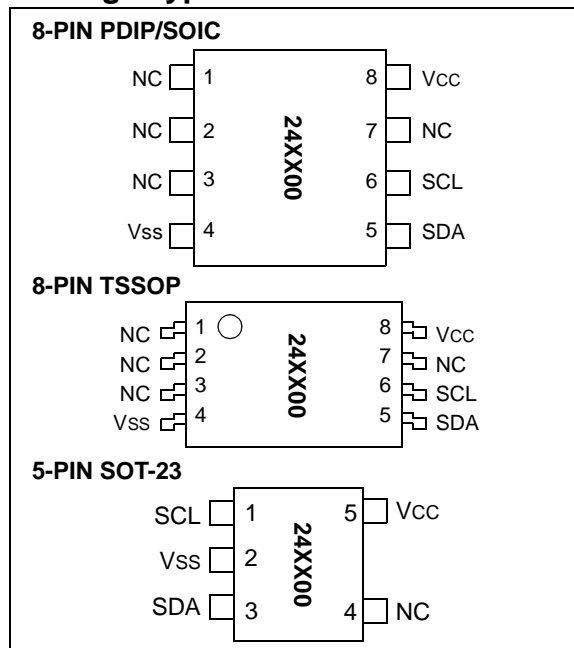 8-PIN PDIP/SOIC
NC 1 8 Vcc
NC 2 7 NC
NC 3 6 SCL
Vss 4 5 SDA
24XX00
8-PIN TSSOP
NC 1 8 Vcc
NC 2 7 NC
NC 3 6 SCL
Vss 4 5 SDA
24XX00
5-PIN SOT-23
SCL 1 5 Vcc
Vss 2
SDA 3 4 NC
24XX00